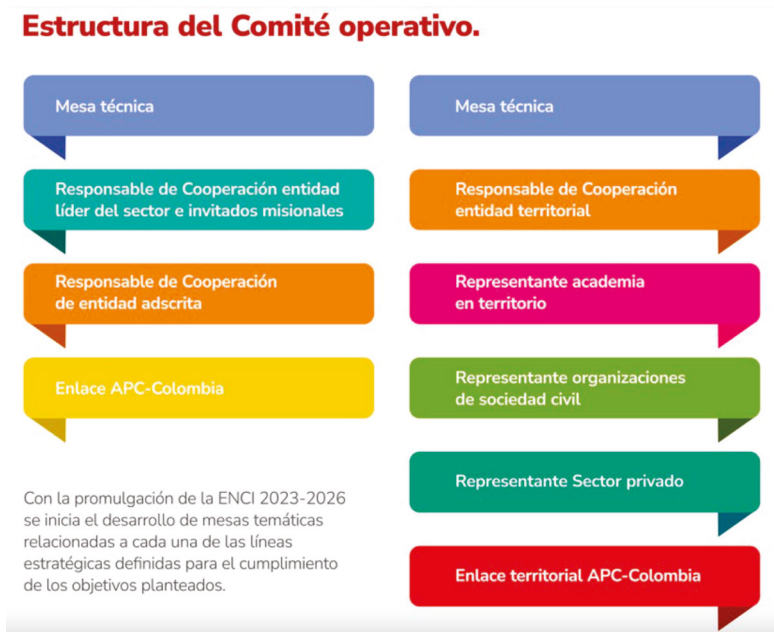 Estructura del Comité operativo.
Mesa técnica
Responsable de Cooperación entidad
líder del sector e invitados misionales
Responsable de Cooperación
de entidad adscrita
Enlace APC-Colombia
Con la promulgación de la ENCI 2023-2026
se inicia el desarrollo de mesas temáticas
relacionadas a cada una de las líneas
estratégicas definidas para el cumplimiento
de los objetivos planteados.
Mesa técnica
Responsable de Cooperación
entidad territorial
Representante academia
en territorio
Representante organizaciones
de sociedad civil
Representante Sector privado
Enlace territorial APC-Colombia